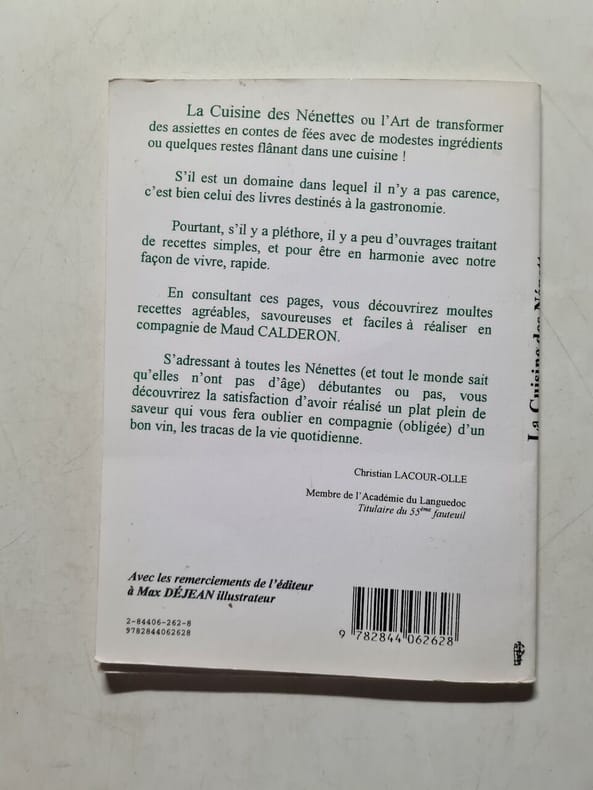 La Cuisine des Nénettes ou l'Art de transformer
des assiettes en contes de fées avec de modestes ingrédients
ou quelques restes flânant dans une cuisine !
S'il est un domaine dans lequel il n'y a pas carence,
c'est bien celui des livres destinés à la gastronomie.
Pourtant, s'il y a pléthore, il y a peu d'ouvrages traitant
de recettes simples, et pour être en harmonie avec notre
façon de vivre, rapide.
En consultant ces pages, vous découvrirez moultes
recettes agréables, savoureuses et faciles à réaliser en
compagnie de Maud CALDERON.
S'adressant à toutes les Nénettes (et tout le monde sait
qu'elles n'ont pas d'âge) débutantes ou pas, vous
découvrirez la satisfaction d'avoir réalisé un plat plein de
saveur qui vous fera oublier en compagnie (obligée) d'un
bon vin, les tracas de la vie quotidienne.
Christian LACOUR-OLLE
Membre de l'Académie du Languedoc
Titulaire du 55ème fauteuil
Avec les remerciements de l'éditeur
à Max DÉJEAN illustrateur
2-84406-262-8
9782844062628
9 782844 062628
La Cuisine des